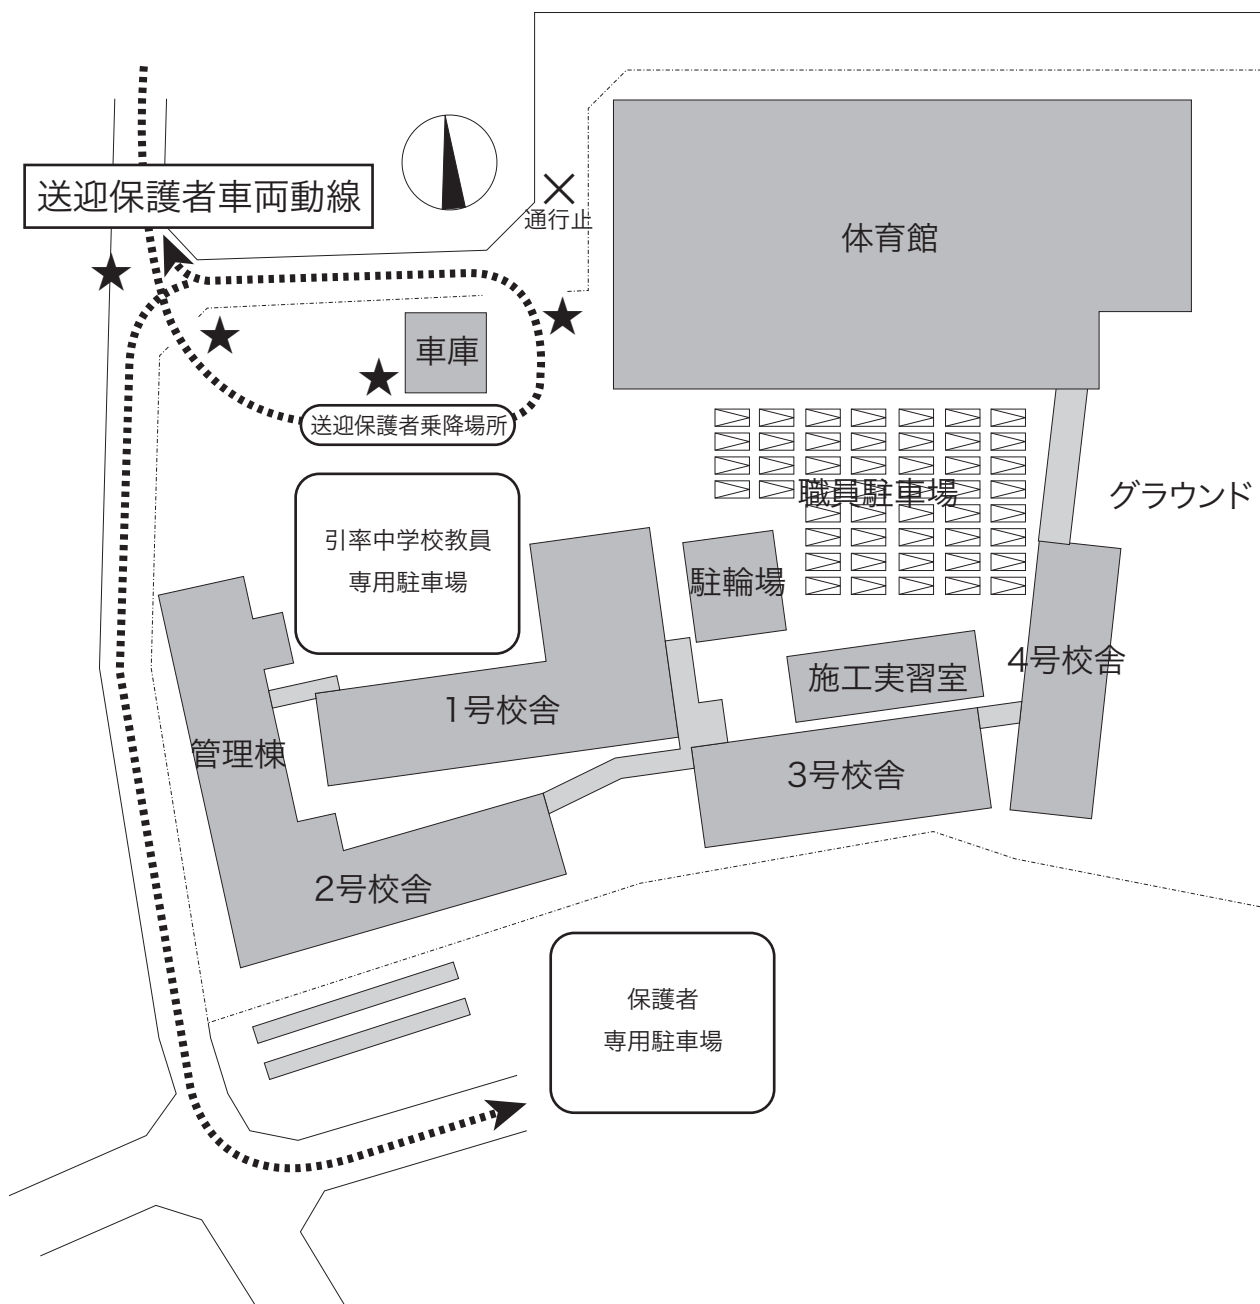 送迎保護者車両動線
通行止
体育館
車庫
送迎保護者乗降場所
職員駐車場
グラウンド
引率中学校教員
専用駐車場
駐輪場
施工実習室
4号校舎
1号校舎
管理棟
3号校舎
2号校舎
保護者
専用駐車場